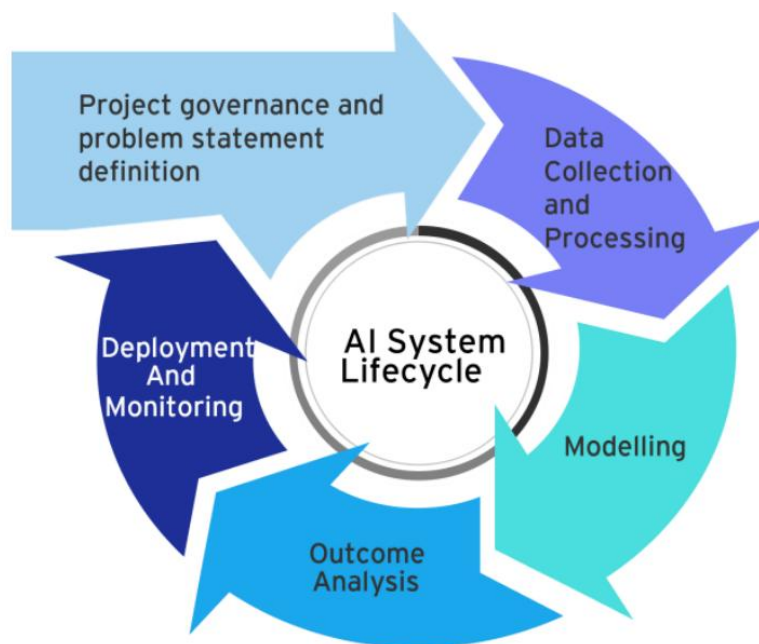 Project governance and
problem statement
definition
Data
Collection
and
Processing
Modelling
Outcome
Analysis
Deployment
And
Monitoring
AI System
Lifecycle